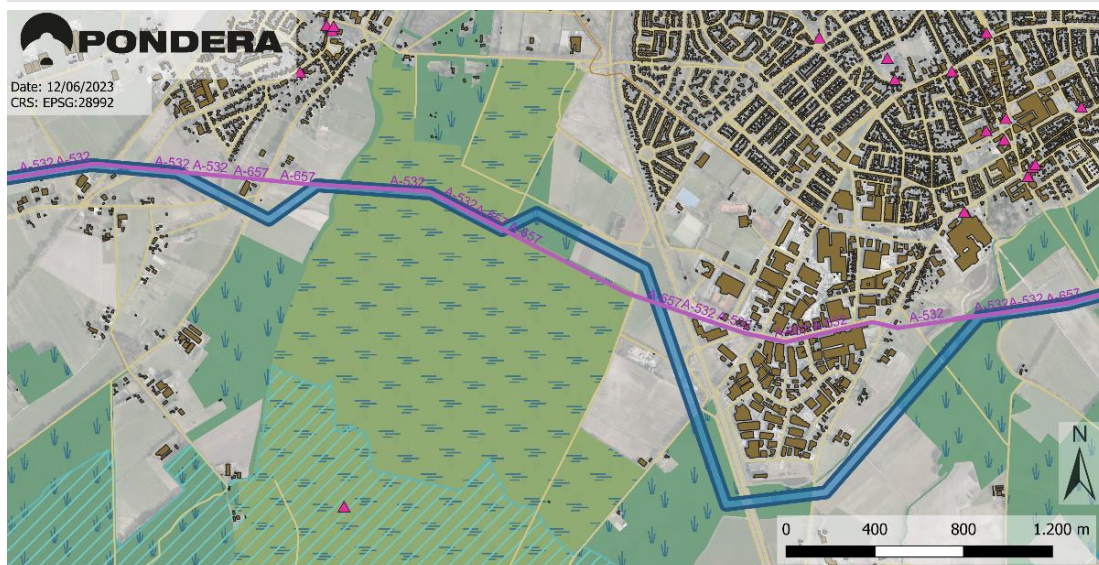 PONDERA
Date: 12/06/2023
CRS: EPSG:28992
A-532 A-532
A-532 A-532 A-657 A-657
A-532
A-532
A-657
A-657
A-657 A-532
A-532
A-532 A-532 A-657
N
0 400 800 1.200 m